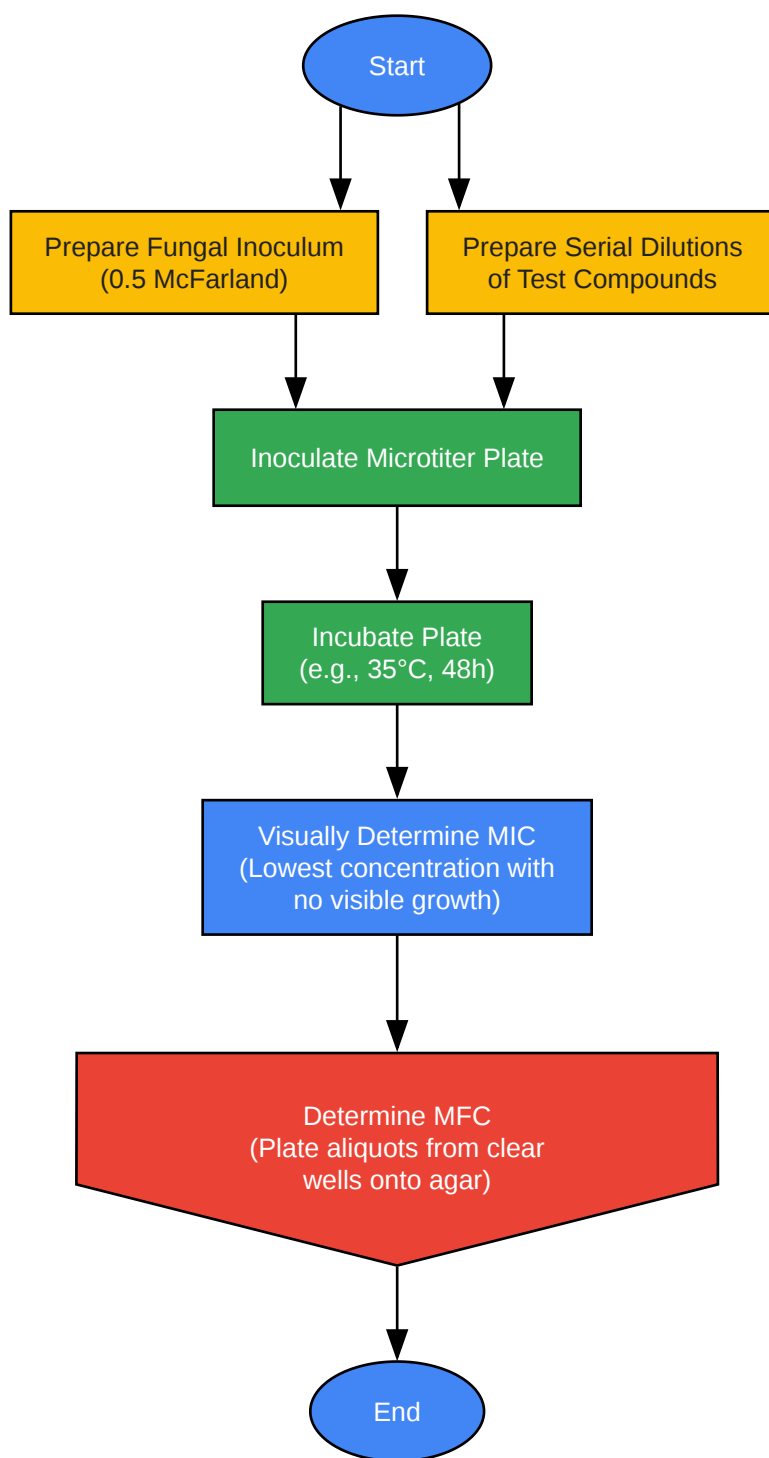 Start
Prepare Fungal Inoculum
(0.5 McFarland)
Prepare Serial Dilutions
of Test Compounds
Inoculate Microtiter Plate
Incubate Plate
(e.g., 35°C, 48h)
Visually Determine MIC
(Lowest concentration with
no visible growth)
Determine MFC
(Plate aliquots from clear
wells onto agar)
End